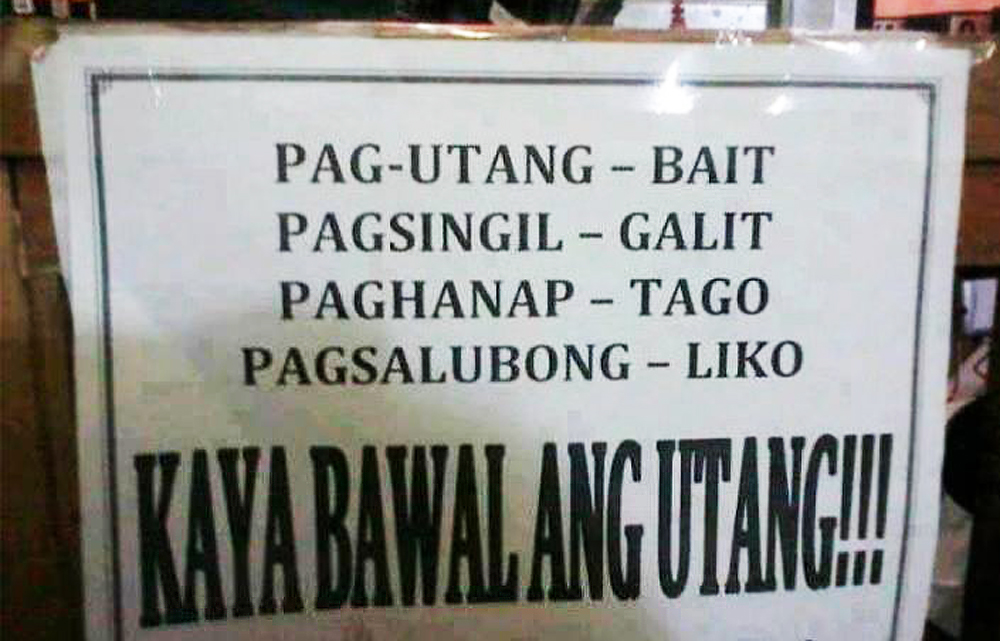 PAG-UTANG – BAIT
PAGSINGIL – GALIT
PAGHANAP – TAGO
PAGSALUBONG – LIKO
KAYA BAWAL ANG UTANG!!!